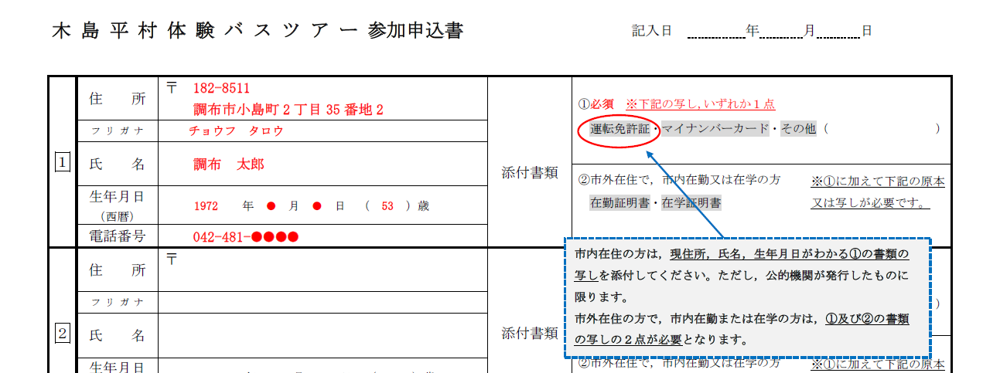 木島平村体験バスツアー参加申込書
記入日 年 月 日
1
住 所
〒 182-8511
調布市小島町2丁目35番地2
フリガナ
チョウフ タロウ
氏 名
調布 太郎
生年月日
(西暦)
1972 年 ● 月 ● 日 ( 53 )歳
電話番号
042-481-●●●●
添付書類
①必須 ※下記の写し,いずれか1点
運転免許証・マイナンバーカード・その他( )
②市外在住で,市内在勤又は在学の方
在勤証明書・在学証明書
※①に加えて下記の原本
又は写しが必要です。
市内在住の方は,現住所,氏名,生年月日がわかる①の書類の
写しを添付してください。ただし,公的機関が発行したものに
限ります。
市外在住の方で,市内在勤または在学の方は,①及び②の書類
の写しの2点が必要となります。
2
住 所
〒
フリガナ
氏 名
生年月日
添付書類
)
②市外在住で,市内在勤又は在学の方
※①に加えて下記の原本